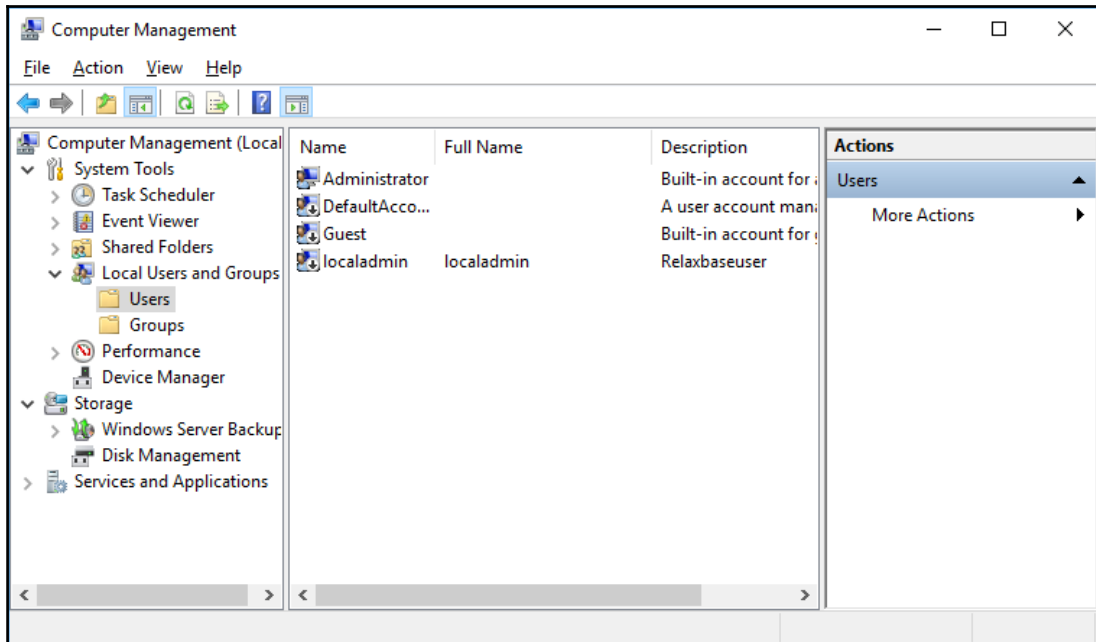 Computer Management
File Action View Help
Computer Management (Local
System Tools
Task Scheduler
Event Viewer
Shared Folders
Local Users and Groups
Users
Groups
Performance
Device Manager
Storage
Windows Server Backup
Disk Management
Services and Applications
Name Full Name Description
Administrator Built-in account for a
DefaultAcco... A user account mana
Guest Built-in account for g
localadmin localadmin Relaxbaseuser
Actions
Users
More Actions